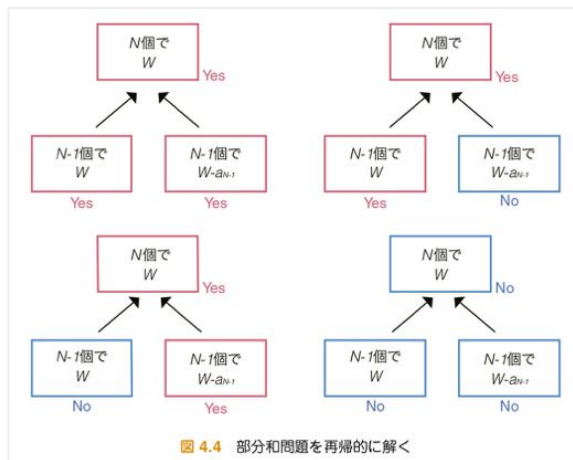 N個で
W
Yes
N個で
W
Yes
N-1個で
W
Yes
N-1個で
W-aN-1
Yes
N-1個で
W
Yes
N-1個で
W-aN-1
No
N個で
W
Yes
N個で
W
No
N-1個で
W
No
N-1個で
W-aN-1
Yes
N-1個で
W
No
N-1個で
W-aN-1
No
図 4.4 部分和問題を再帰的に解く